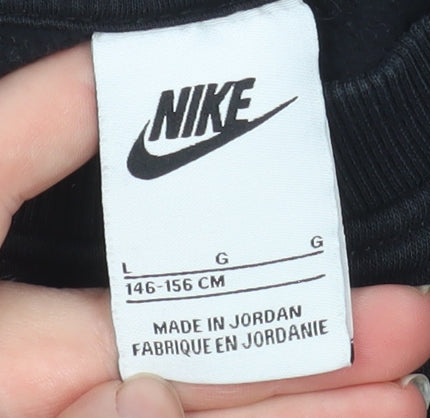 NIKE
L G G
146-156 CM
MADE IN JORDAN
FABRIQUE EN JORDANIE